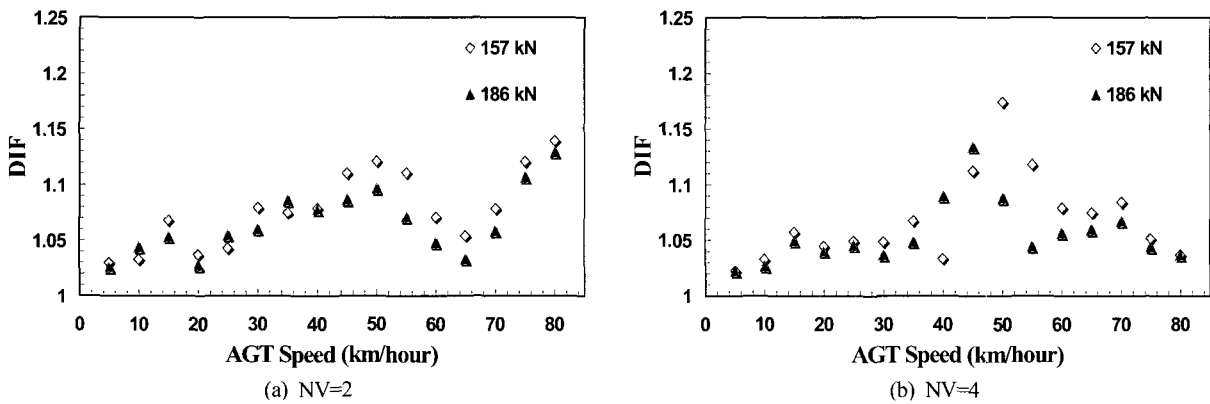 1.25
1.2
1.15
1.1
1.05
1
DIF
157 kN
186 kN
0 10 20 30 40 50 60 70 80
AGT Speed (km/hour)
(a) NV=2
1.25
1.2
1.15
1.1
1.05
1
DIF
157 kN
186 kN
0 10 20 30 40 50 60 70 80
AGT Speed (km/hour)
(b) NV=4